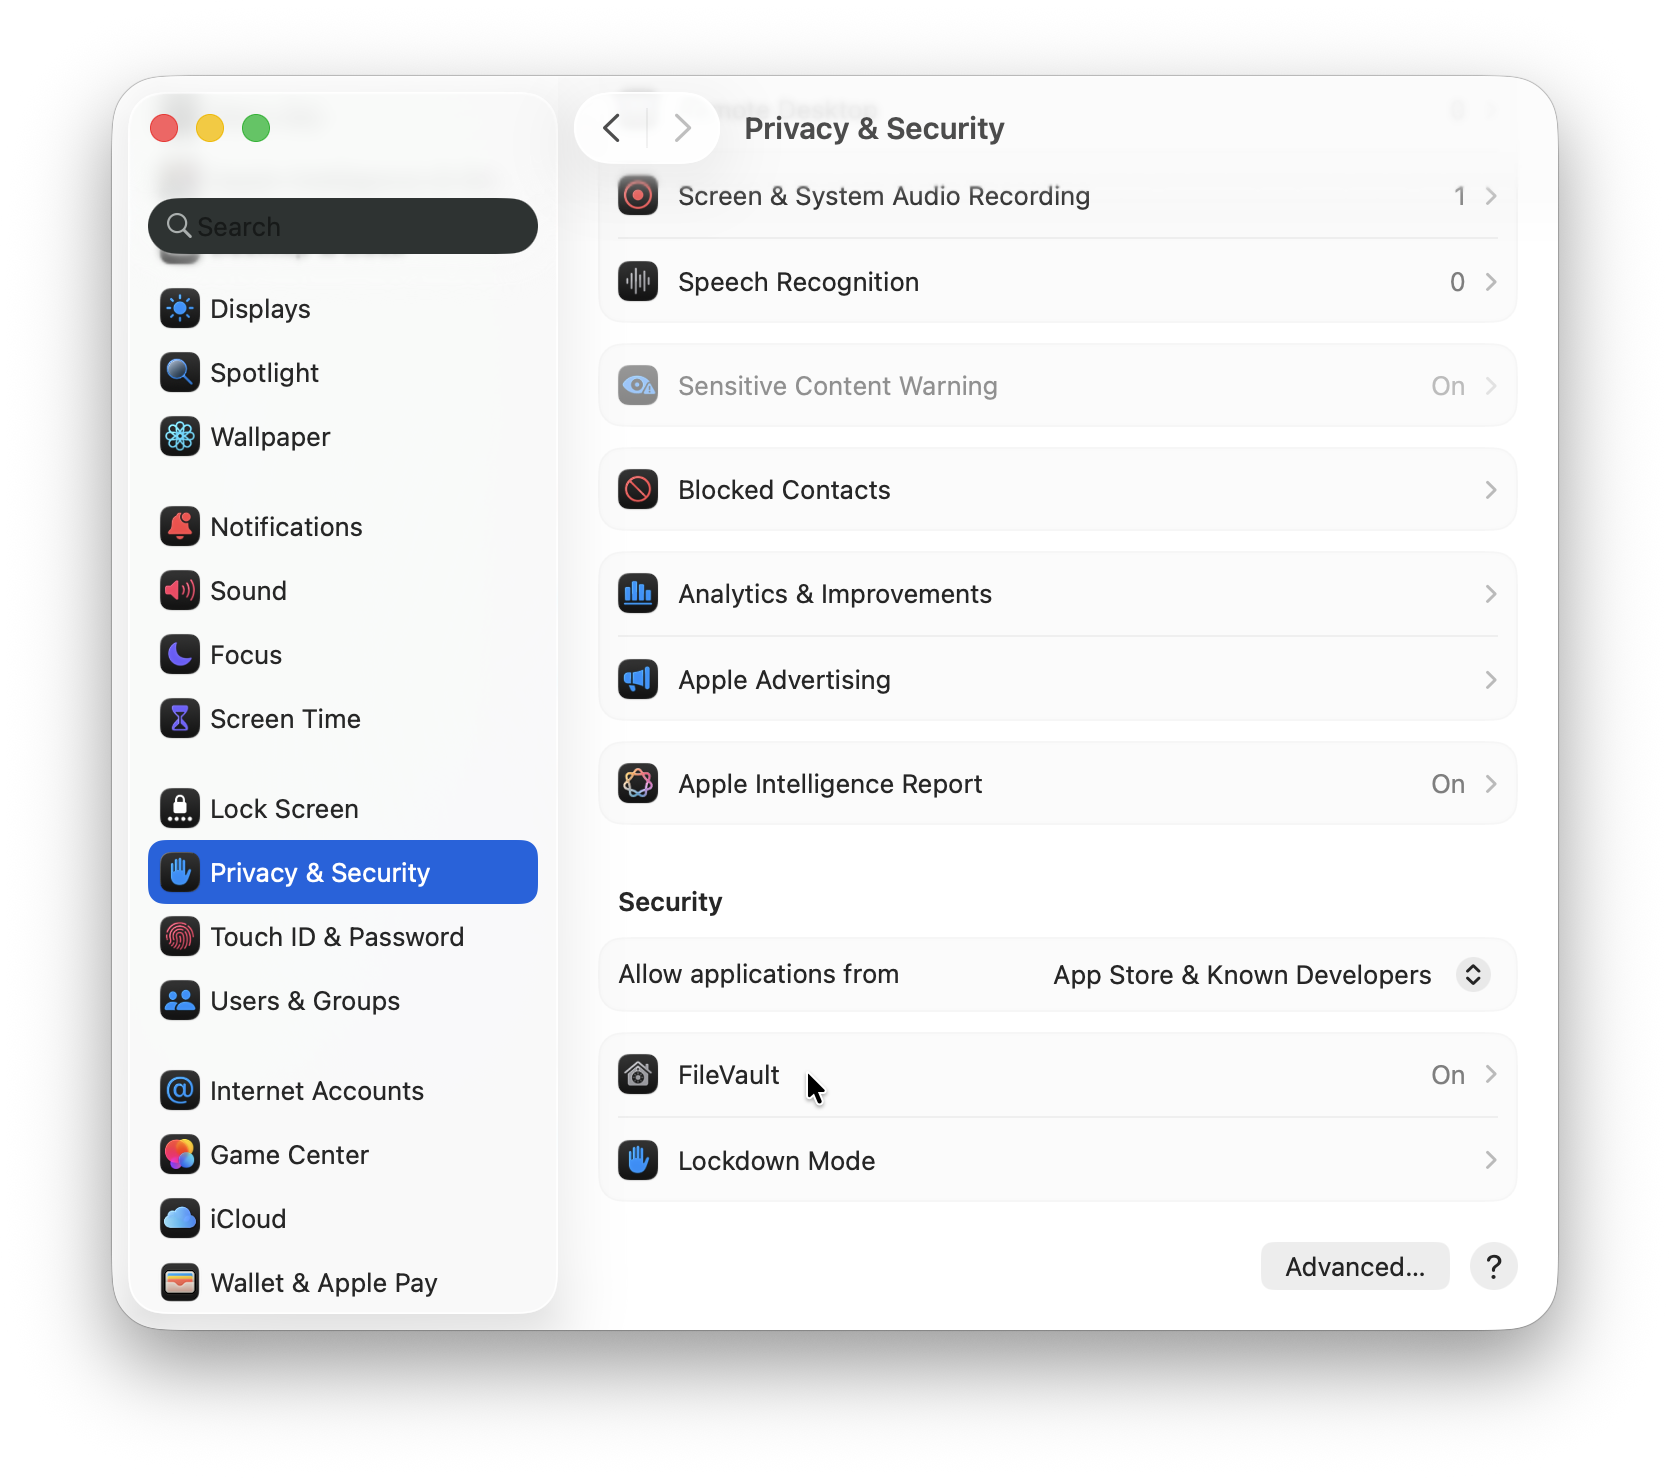 Privacy & Security
Search
Displays
Spotlight
Wallpaper
Notifications
Sound
Focus
Screen Time
Lock Screen
Privacy & Security
Touch ID & Password
Users & Groups
Internet Accounts
Game Center
iCloud
Wallet & Apple Pay
Remote Desktop
Screen & System Audio Recording 1
Speech Recognition 0
Sensitive Content Warning On
Blocked Contacts
Analytics & Improvements
Apple Advertising
Apple Intelligence Report On
Security
Allow applications from App Store & Known Developers
FileVault On
Lockdown Mode
Advanced... ?